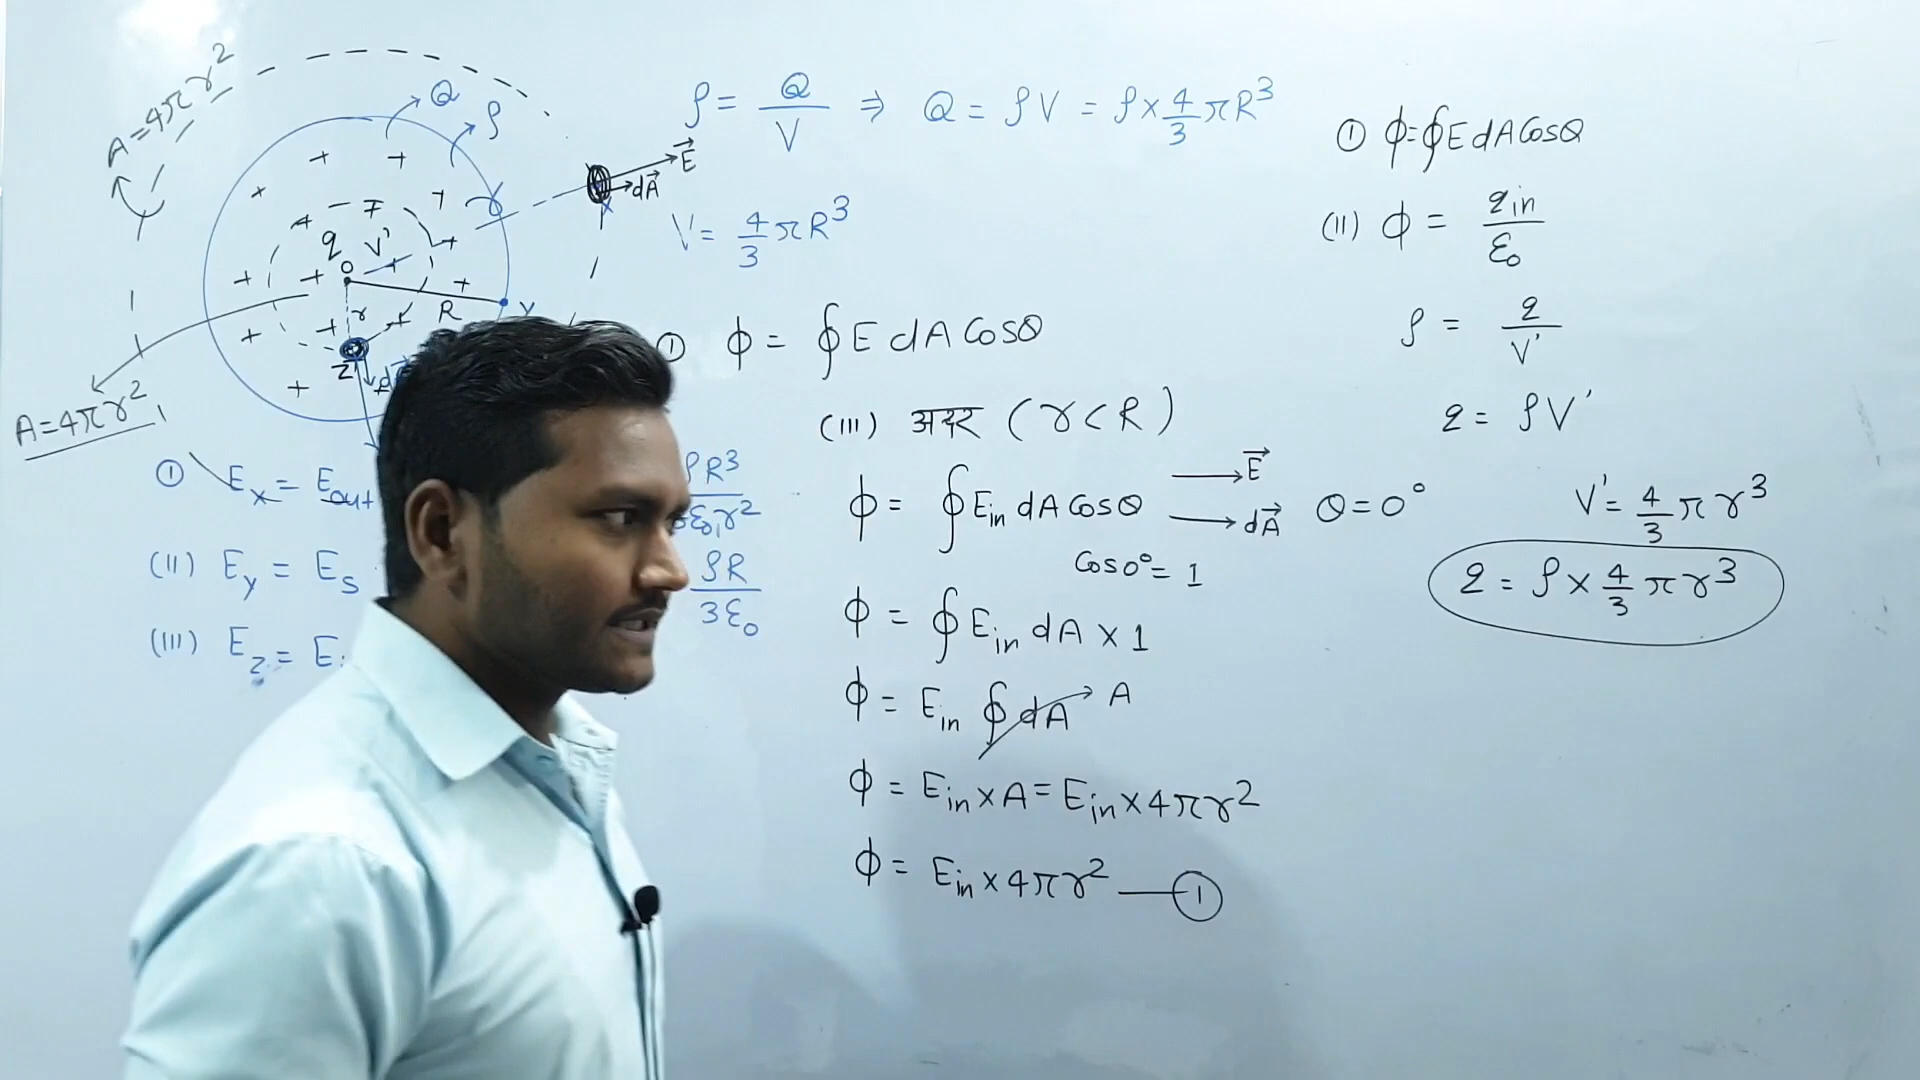 A=4πr²
Q
ρ
E⃗
dA⃗
r
x
q V'
O
r
R
Y
Z
A=4πr²
ρ = Q/V ⇒ Q = ρV = ρ × 4/3 πR³
V = 4/3 πR³
① φ = ∮E dA Cosθ
① E_x = E_out
ρR³
ε₀r²
(II) E_y = E_s
ρR/3ε₀
(III) E_z = E
(III) अन्दर (r<R)
φ = ∮E_in dA Cosθ E⃗ dA⃗ θ=0°
Cos0°=1
φ = ∮E_in dA × 1
φ = E_in ∮dA → A
φ = E_in × A = E_in × 4πr²
φ = E_in × 4πr² — ①
① φ=∮E dA Cosθ
(II) φ = q_in/ε₀
ρ = q/V'
q = ρV'
V' = 4/3 πr³
q = ρ × 4/3 πr³